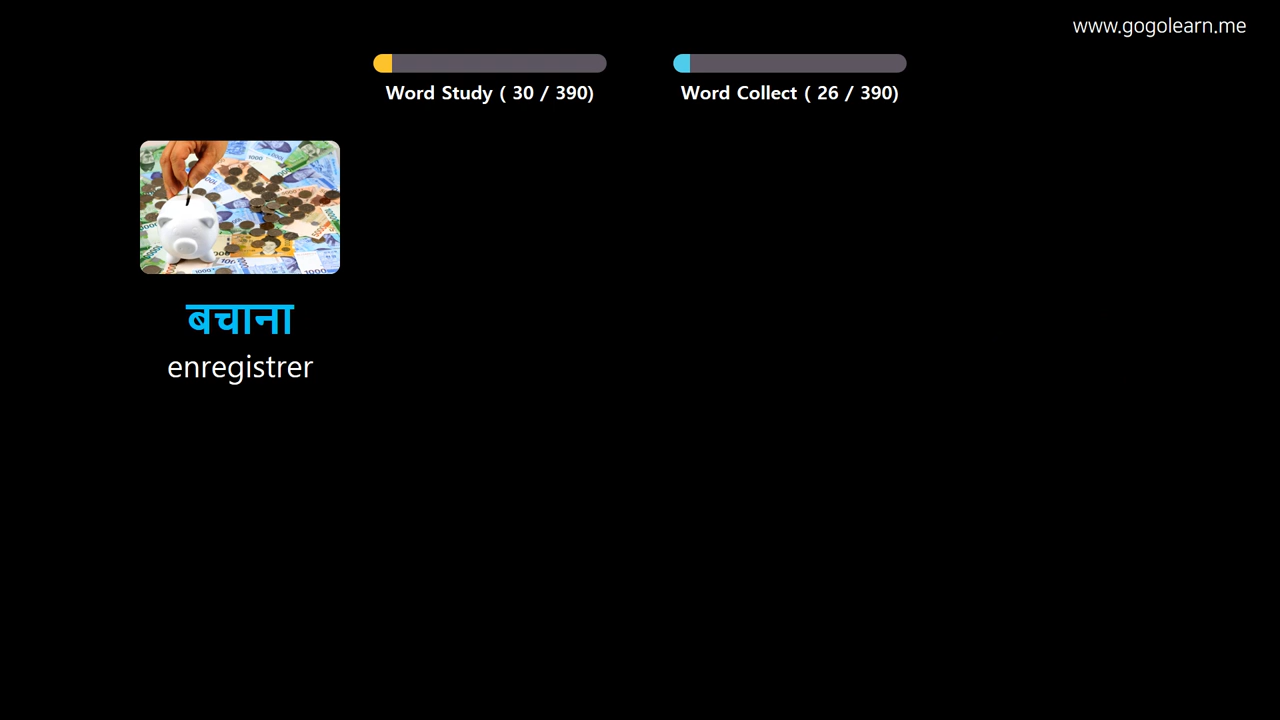 www.gogolearn.me
Word Study ( 30 / 390)
Word Collect ( 26 / 390)
बचाना
enregistrer